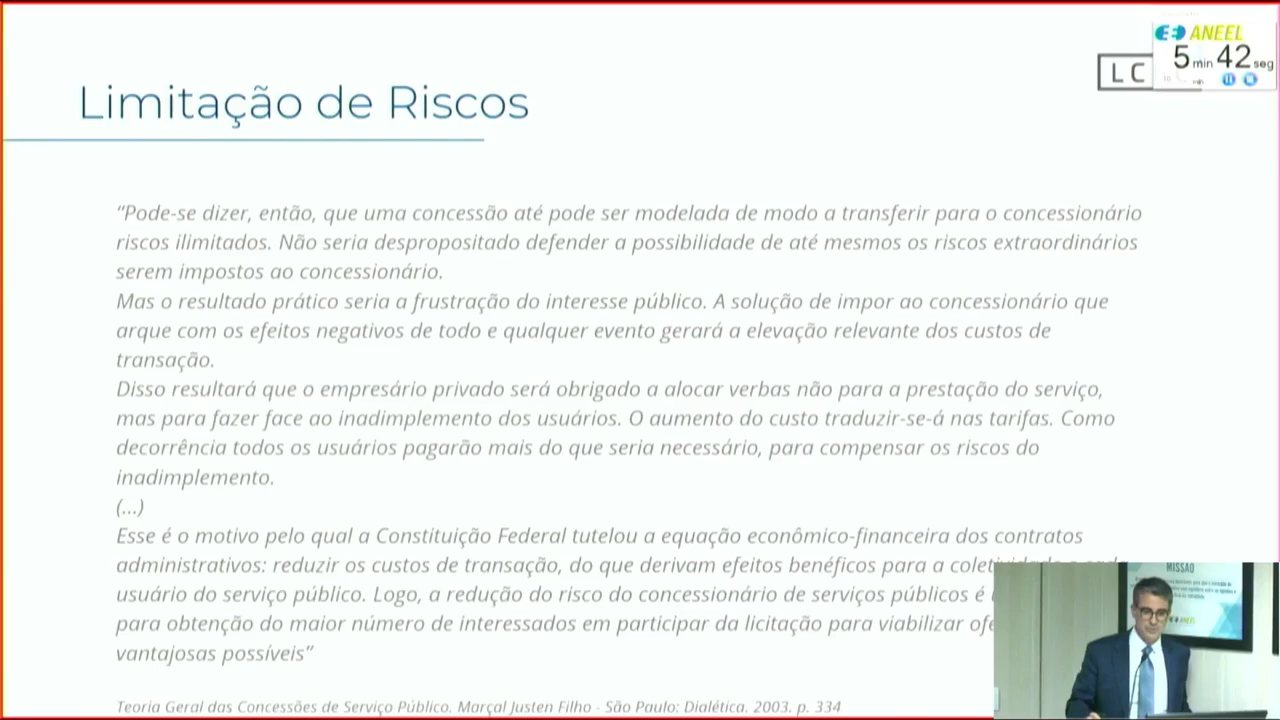 ANEEL
5 min 42 seg
LC
Limitação de Riscos
“Pode-se dizer, então, que uma concessão até pode ser modelada de modo a transferir para o concessionário
riscos ilimitados. Não seria despropositado defender a possibilidade de até mesmos os riscos extraordinários
serem impostos ao concessionário.
Mas o resultado prático seria a frustração do interesse público. A solução de impor ao concessionário que
arque com os efeitos negativos de todo e qualquer evento gerará a elevação relevante dos custos de
transação.
Disso resultará que o empresário privado será obrigado a alocar verbas não para a prestação do serviço,
mas para fazer face ao inadimplemento dos usuários. O aumento do custo traduzir-se-á nas tarifas. Como
decorrência todos os usuários pagarão mais do que seria necessário, para compensar os riscos do
inadimplemento.
(...)
Esse é o motivo pelo qual a Constituição Federal tutelou a equação econômico-financeira dos contratos
administrativos: reduzir os custos de transação, do que derivam efeitos benéficos para a
usuário do serviço público. Logo, a redução do risco do concessionário de serviços públicos é
para obtenção do maior número de interessados em participar da licitação para viabilizar
vantajosas possíveis”
Teoria Geral das Concessões de Serviço Público. Marçal Justen Filho - São Paulo: Dialética. 2003. p. 334
MISSÃO
ANEEL